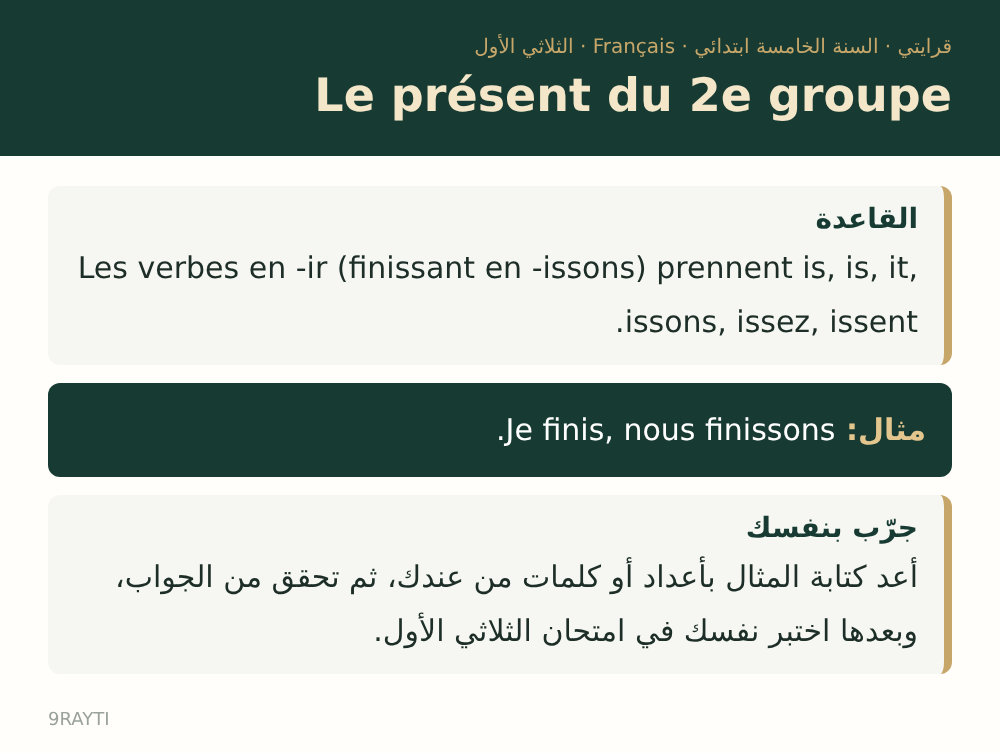 قرايتي · السنة الخامسة ابتدائي · Français · الثلاثي الأول
Le présent du 2e groupe
القاعدة
Les verbes en -ir (finissant en -issons) prennent is, is, it,
issons, issez, issent.
مثال: Je finis, nous finissons.
جرّب بنفسك
أعد كتابة المثال بأعداد أو كلمات من عندك، ثم تحقق من الجواب،
وبعدها اختبر نفسك في امتحان الثلاثي الأول.
9RAYTI